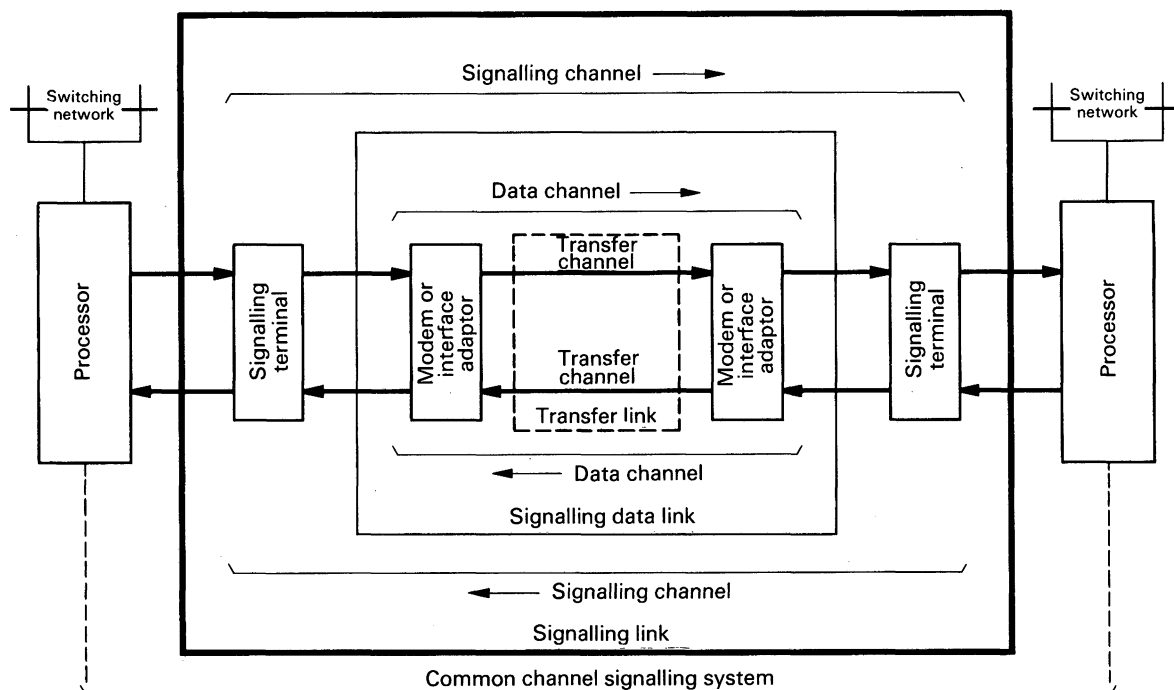 Signalling channel
Switching
network
Switching
network
Data channel
Transfer
channel
Processor
Signalling
terminal
Modem or
interface
adaptor
Modem or
interface
adaptor
Signalling
terminal
Processor
Transfer
channel
Transfer link
Data channel
Signalling data link
Signalling channel
Signalling link
Common channel signalling system